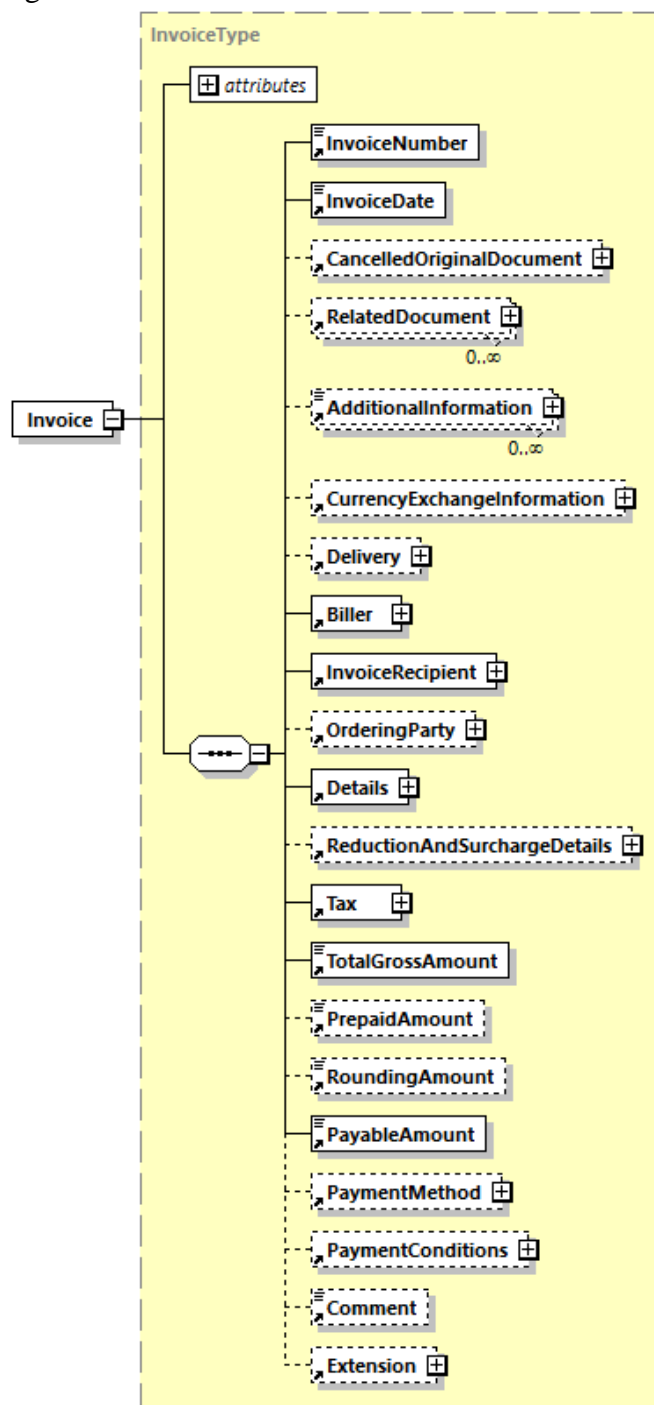 InvoiceType
attributes
InvoiceNumber
InvoiceDate
CancelledOriginalDocument
RelatedDocument
0..∞
AdditionalInformation
0..∞
Invoice
CurrencyExchangeInformation
Delivery
Biller
InvoiceRecipient
OrderingParty
Details
ReductionAndSurchargeDetails
Tax
TotalGrossAmount
PrepaidAmount
RoundingAmount
PayableAmount
PaymentMethod
PaymentConditions
Comment
Extension